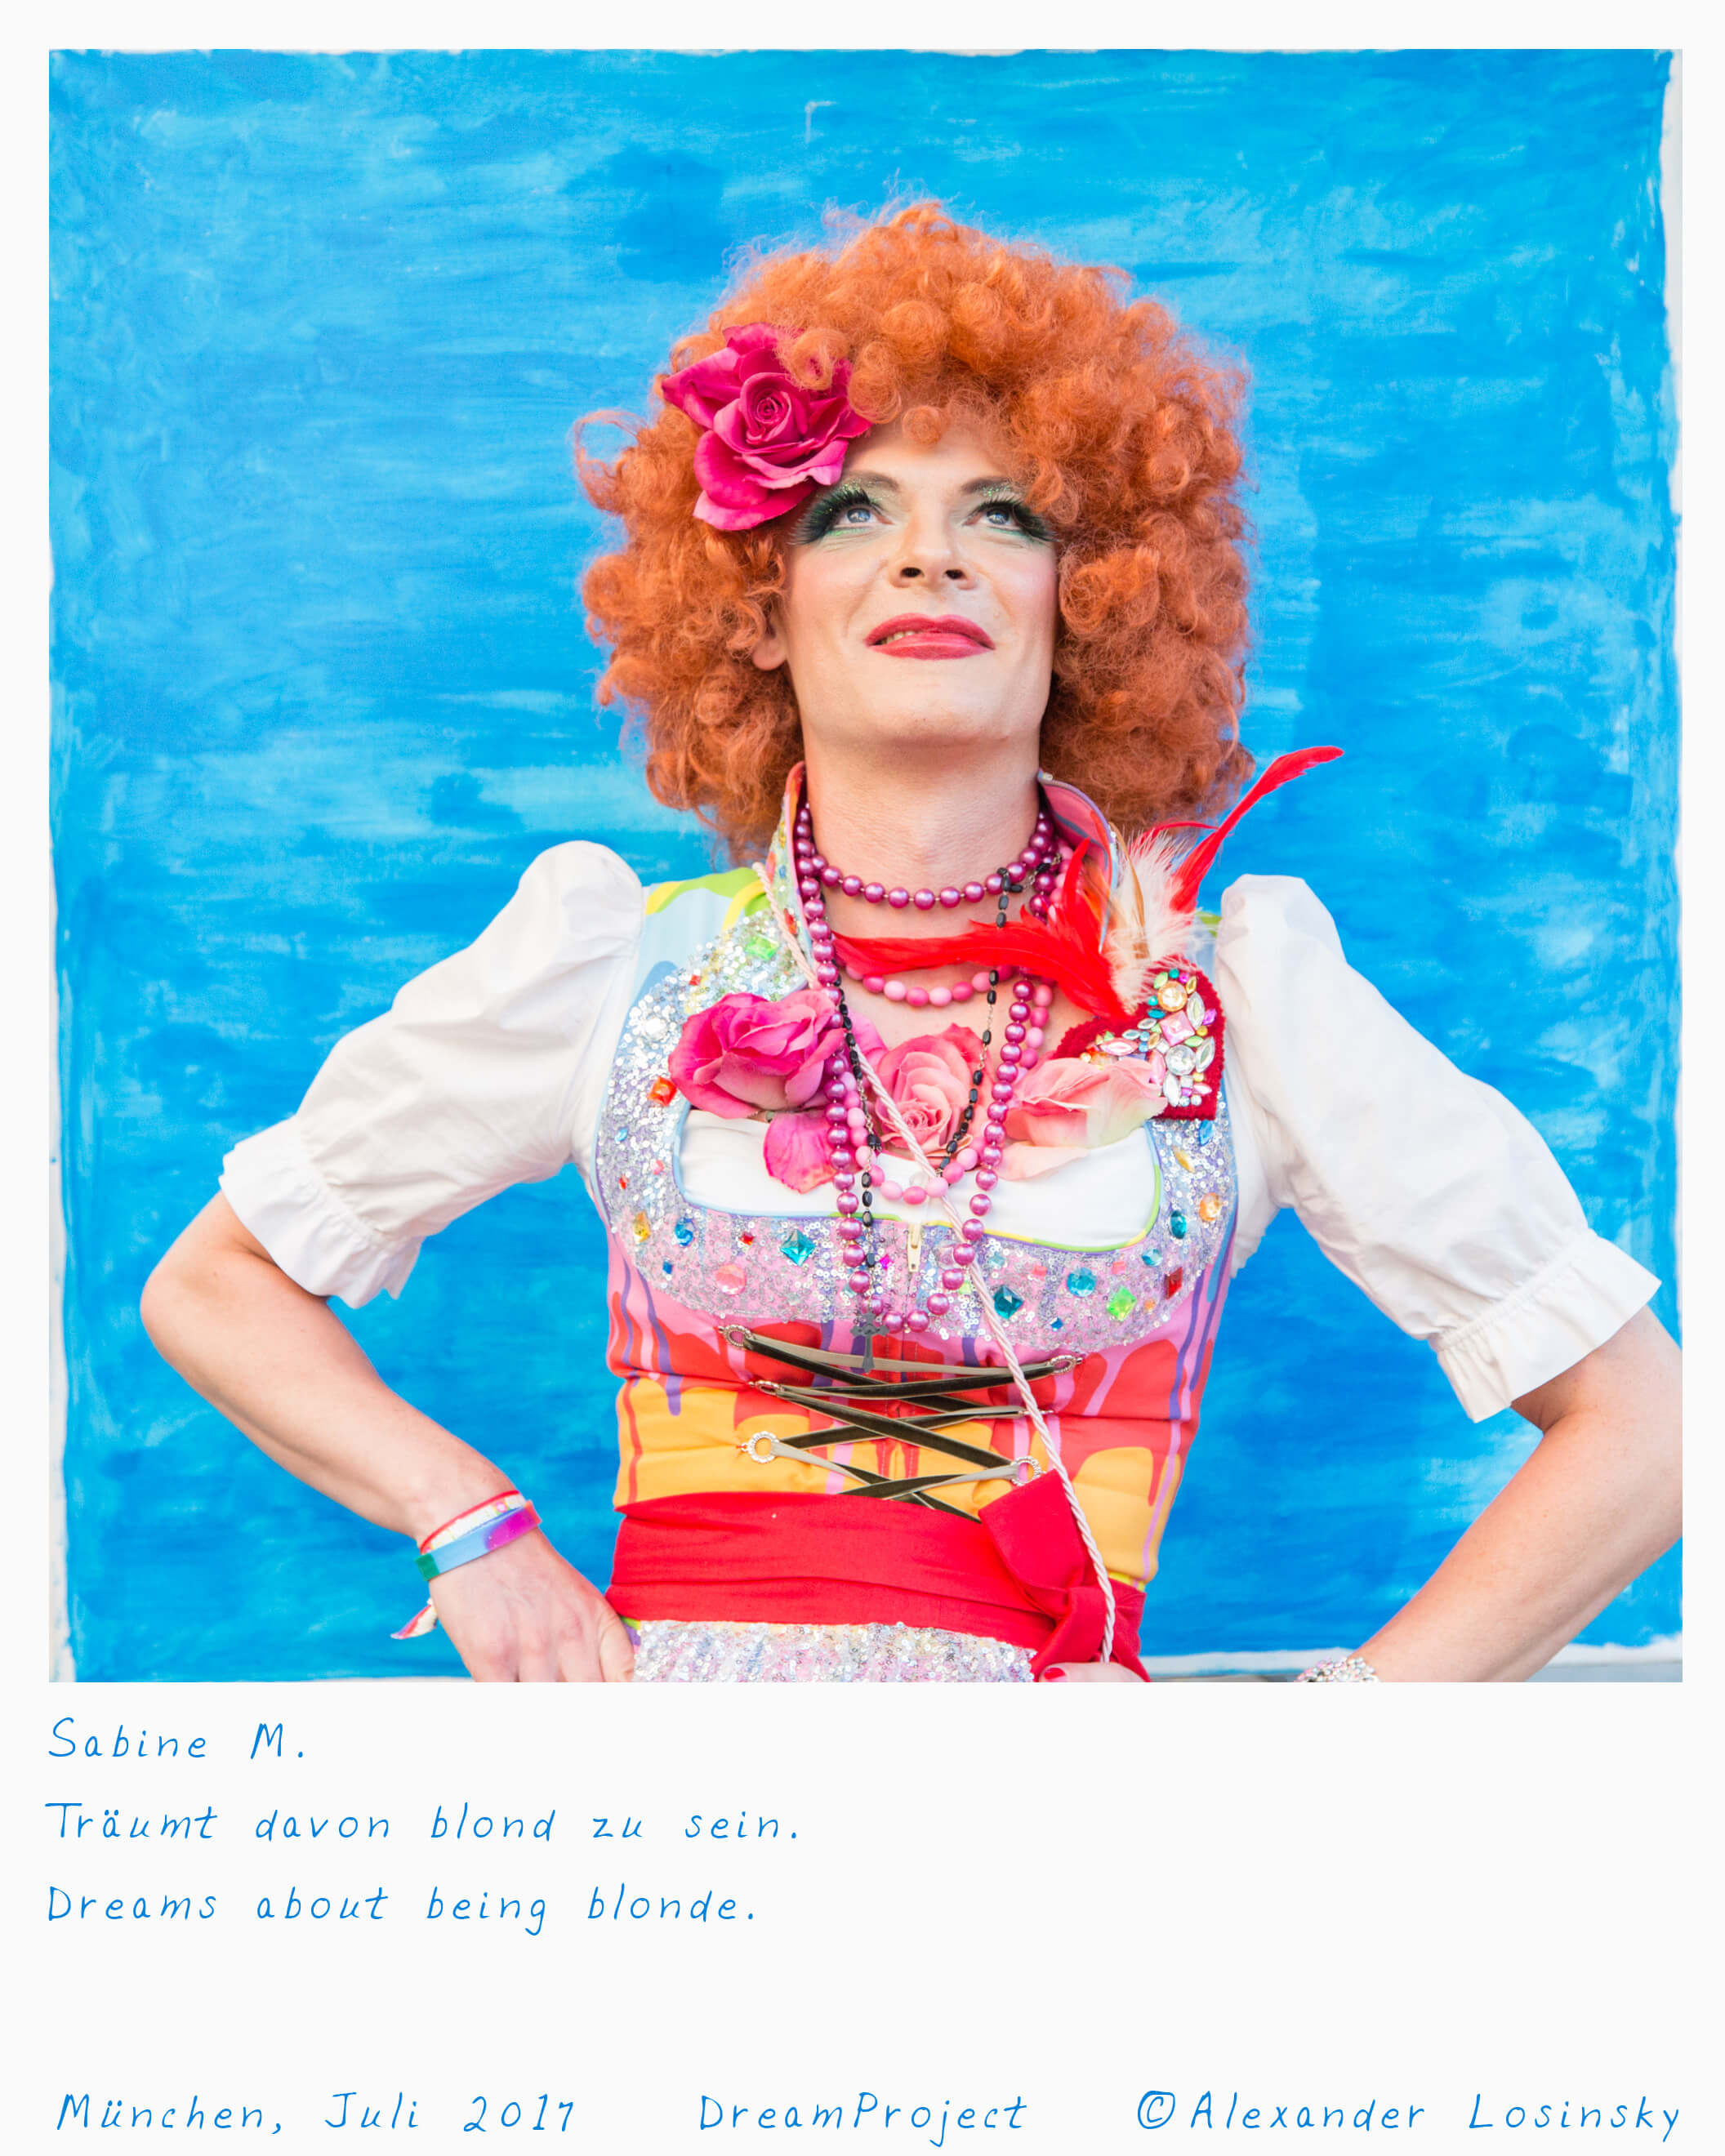 Sabine M.
Träumt davon blond zu sein.
Dreams about being blonde.
München, Juli 2017 DreamProject ©Alexander Losinsky